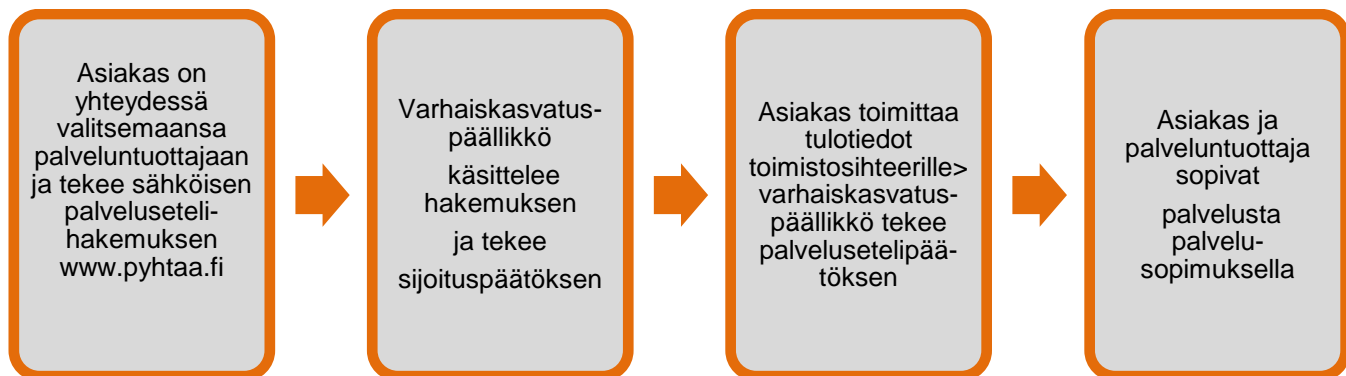 Asiakas on
yhteydessä
valitsemaansa
palveluntuottajaan
ja tekee sähköisen
palveluseteli-
hakemuksen
www.pyhtaa.fi
Varhaiskasvatus-
päällikkö
käsittelee
hakemuksen
ja tekee
sijoituspäätöksen
Asiakas toimittaa
tulotiedot
toimistosihteerille>
varhaiskasvatus-
päällikkö tekee
palvelusetelipää-
töksen
Asiakas ja
palveluntuottaja
sopivat
palvelusta
palvelu-
sopimuksella